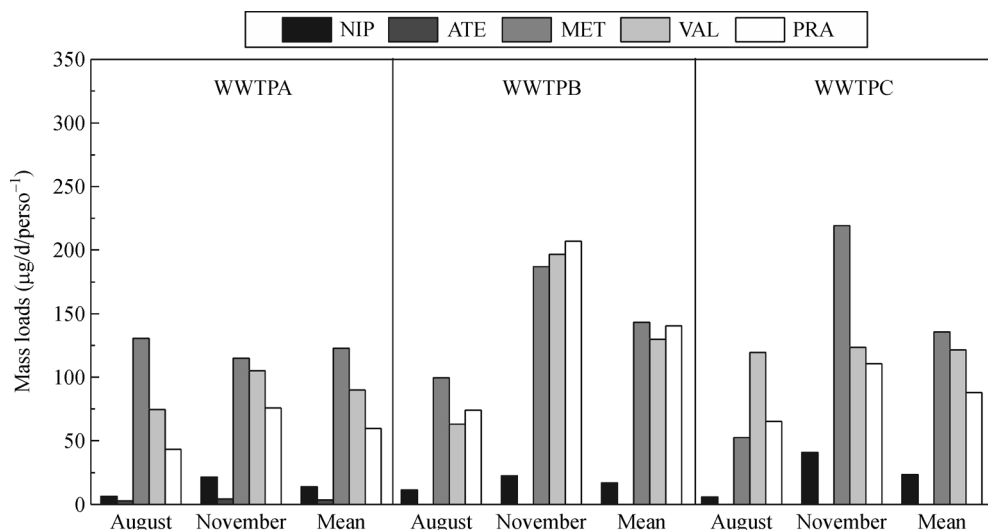 NIP ATE MET VAL PRA
350
300
250
200
150
100
50
0
Mass loads (μg/d/perso⁻¹)
WWTPA WWTPB WWTPC
August November Mean August November Mean August November Mean